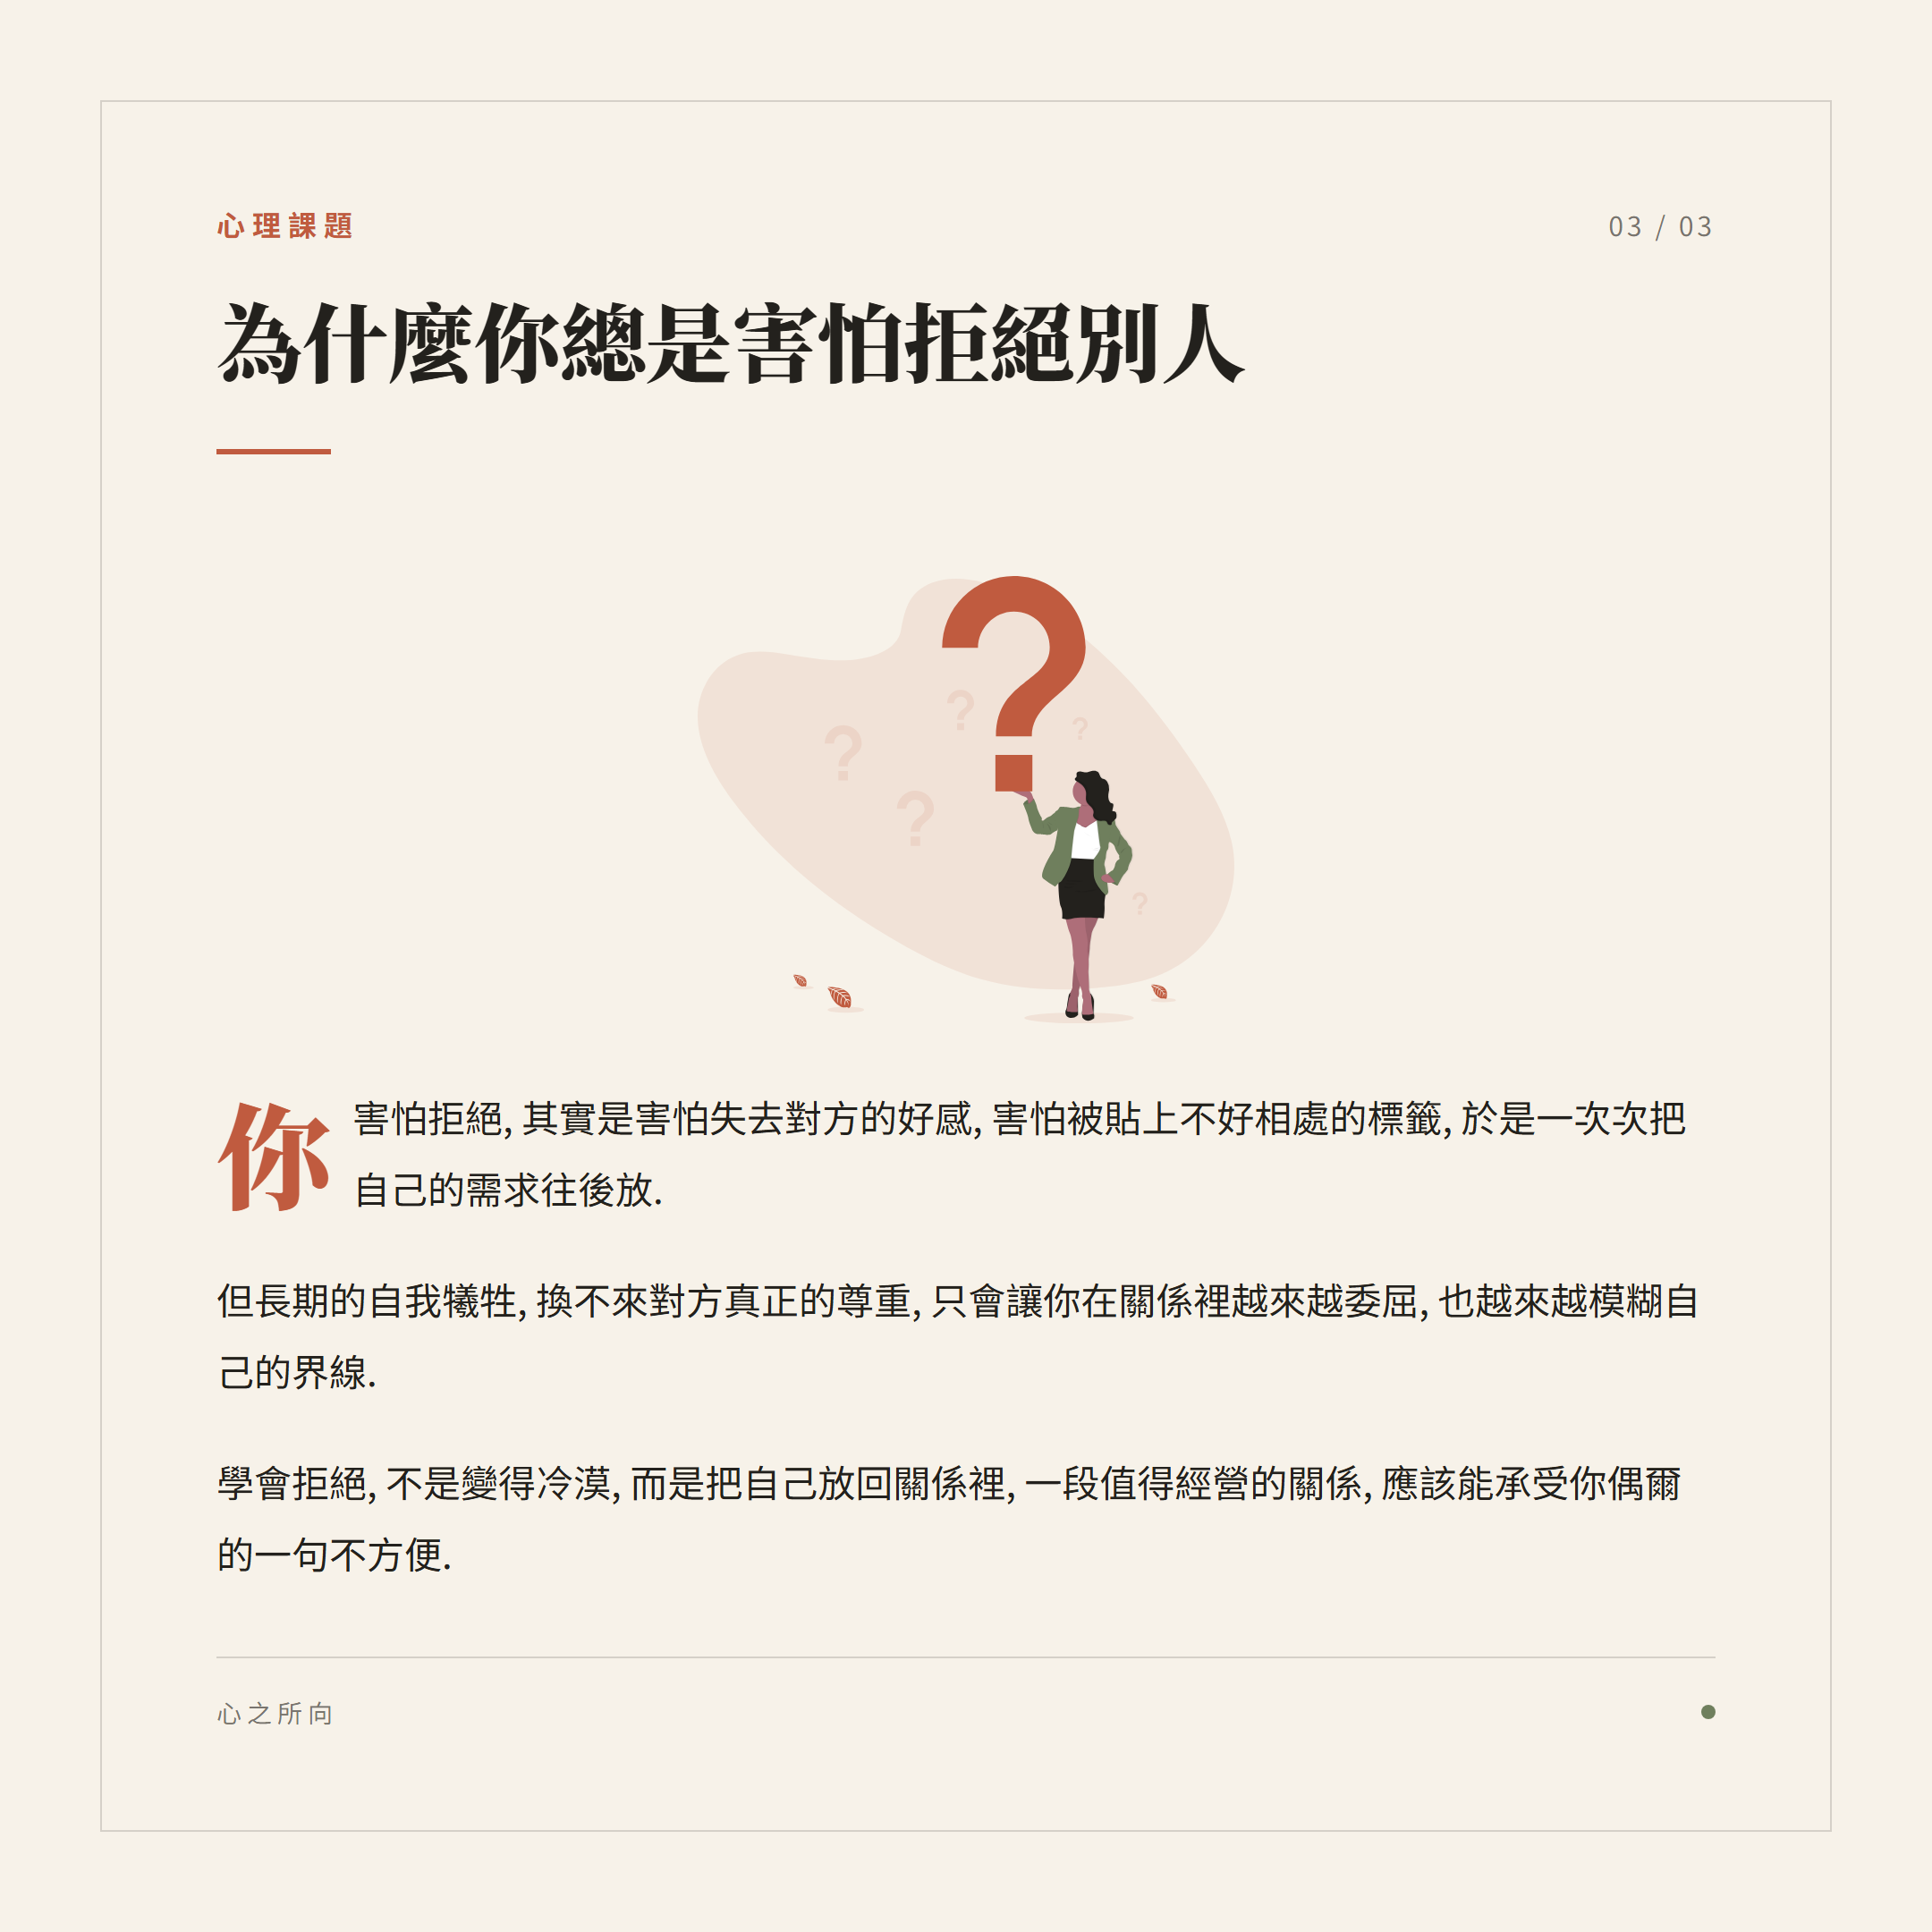 心理課題
03 / 03
為什麼你總是害怕拒絕別人
?
?
?
?
?
?
你害怕拒絕, 其實是害怕失去對方的好感, 害怕被貼上不好相處的標籤, 於是一次次把
自己的需求往後放.
但長期的自我犧牲, 換不來對方真正的尊重, 只會讓你在關係裡越來越委屈, 也越來越模糊自
己的界線.
學會拒絕, 不是變得冷漠, 而是把自己放回關係裡, 一段值得經營的關係, 應該能承受你偶爾
的一句不方便.
心之所向